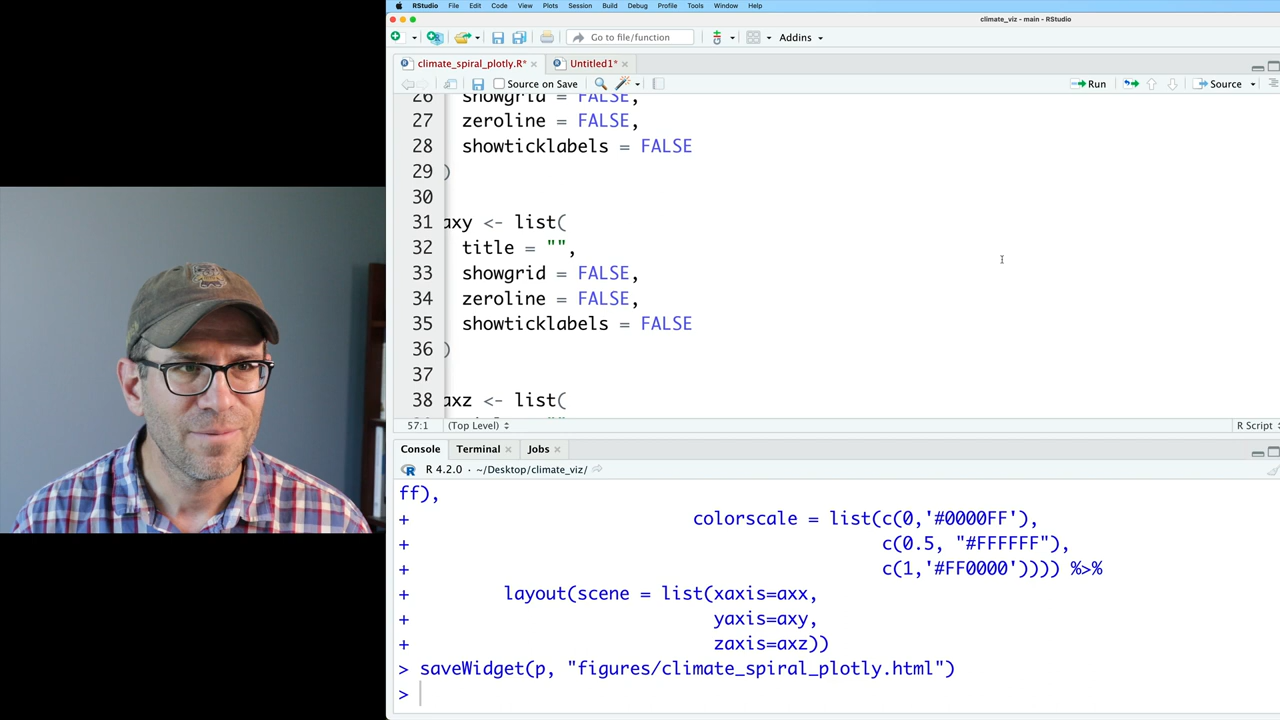 RStudio File Edit Code View Plots Session Build Debug Profile Tools Window Help
climate_viz - main - RStudio
Go to file/function Addins
climate_spiral_plotly.R* Untitled1*
Source on Save Run Source
26 showgrid = FALSE,
27 zeroline = FALSE,
28 showticklabels = FALSE
29 )
30
31 axy <- list(
32 title = "",
33 showgrid = FALSE,
34 zeroline = FALSE,
35 showticklabels = FALSE
36 )
37
38 axz <- list(
57:1 (Top Level) R Script
Console Terminal Jobs
R 4.2.0 · ~/Desktop/climate_viz/
ff),
+ colorscale = list(c(0,'#0000FF'),
+ c(0.5, "#FFFFFF"),
+ c(1,'#FF0000')))) %>%
+ layout(scene = list(xaxis=axx,
+ yaxis=axy,
+ zaxis=axz))
> saveWidget(p, "figures/climate_spiral_plotly.html")
>